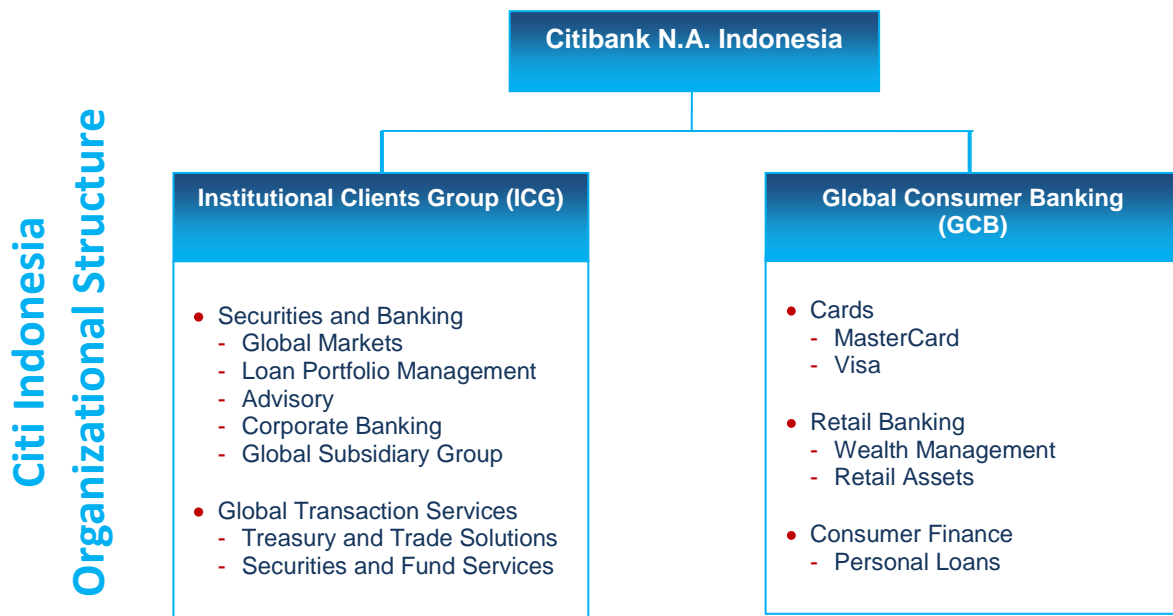 Citi Indonesia
Organizational Structure
Citibank N.A. Indonesia
Institutional Clients Group (ICG)
• Securities and Banking
- Global Markets
- Loan Portfolio Management
- Advisory
- Corporate Banking
- Global Subsidiary Group
• Global Transaction Services
- Treasury and Trade Solutions
- Securities and Fund Services
Global Consumer Banking
(GCB)
• Cards
- MasterCard
- Visa
• Retail Banking
- Wealth Management
- Retail Assets
• Consumer Finance
- Personal Loans